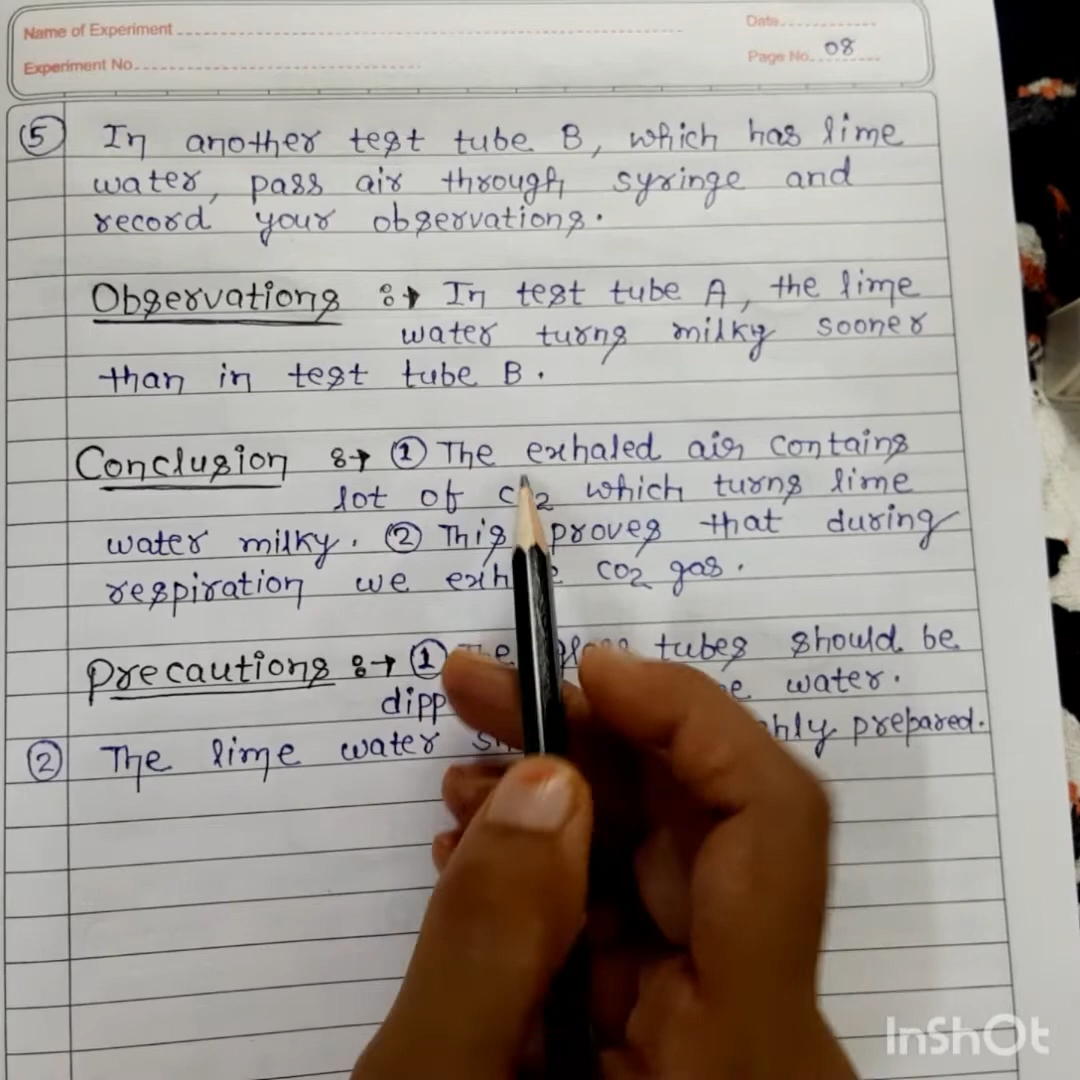 Name of Experiment
Date
Experiment No.
Page No. 08
5 In another test tube B, which has lime
water, pass air through syringe and
record your observations.
Observations :→ In test tube A, the lime
water turns milky sooner
than in test tube B.
Conclusion :→ 1 The exhaled air contains
lot of which turns lime
water milky. 2 This proves that during
respiration we CO2 gas.
Precautions :→ 1 tubes should be
water.
2 The lime water prepared.
InShOt